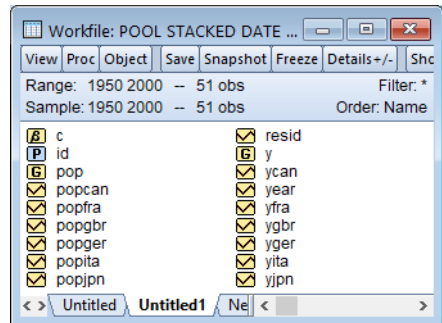 Workfile: POOL STACKED DATE ...
View Proc Object Save Snapshot Freeze Details+/-
Range: 1950 2000 -- 51 obs Filter: *
Sample: 1950 2000 -- 51 obs Order: Name
β c
P id
G pop
popcan
popfra
popgbr
popger
popita
popjpn
resid
G y
ycan
year
yfra
ygbr
yger
yita
yjpn
Untitled Untitled1